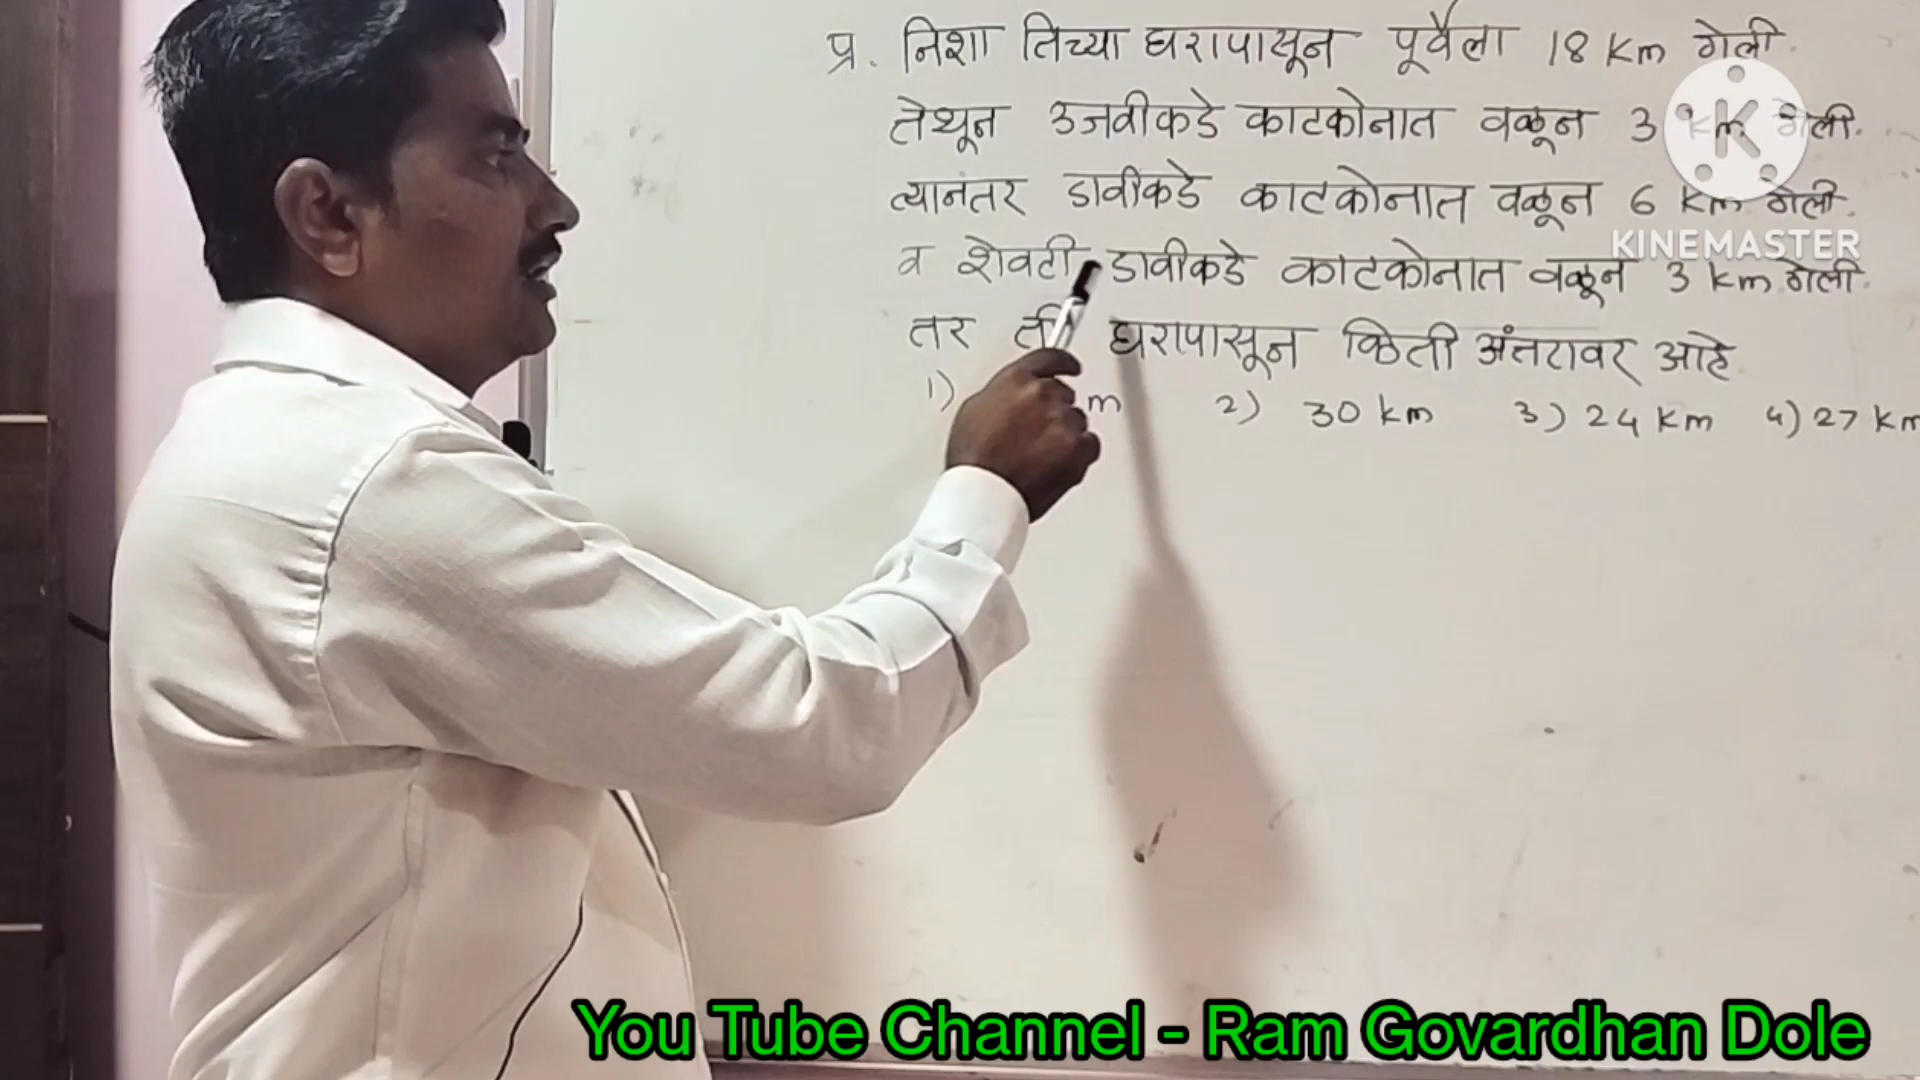 प्र. निशा तिच्या घरापासून पूर्वेला 18 Km गेली.
तेथून उजवीकडे काटकोनात वळून 3 Km गेली.
त्यानंतर डावीकडे काटकोनात वळून 6 Km गेली.
व शेवटी डावीकडे काटकोनात वळून 3 Km गेली.
तर ती घरापासून किती अंतरावर आहे.
1) m 2) 30 km 3) 24 Km 4) 27 Km
KINEMASTER
You Tube Channel - Ram Govardhan Dole